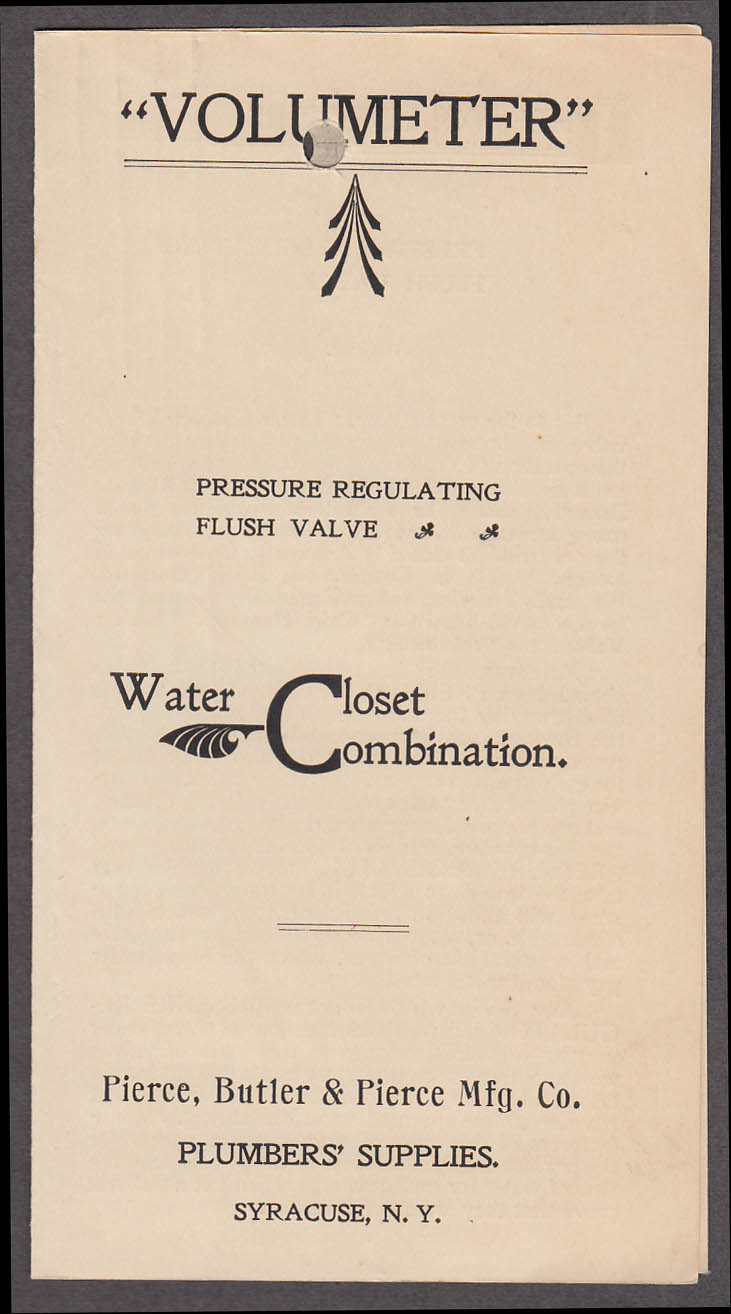 “VOLUMETER”
PRESSURE REGULATING
FLUSH VALVE
Water Closet
Combination.
Pierce, Butler & Pierce Mfg. Co.
PLUMBERS’ SUPPLIES.
SYRACUSE, N. Y.